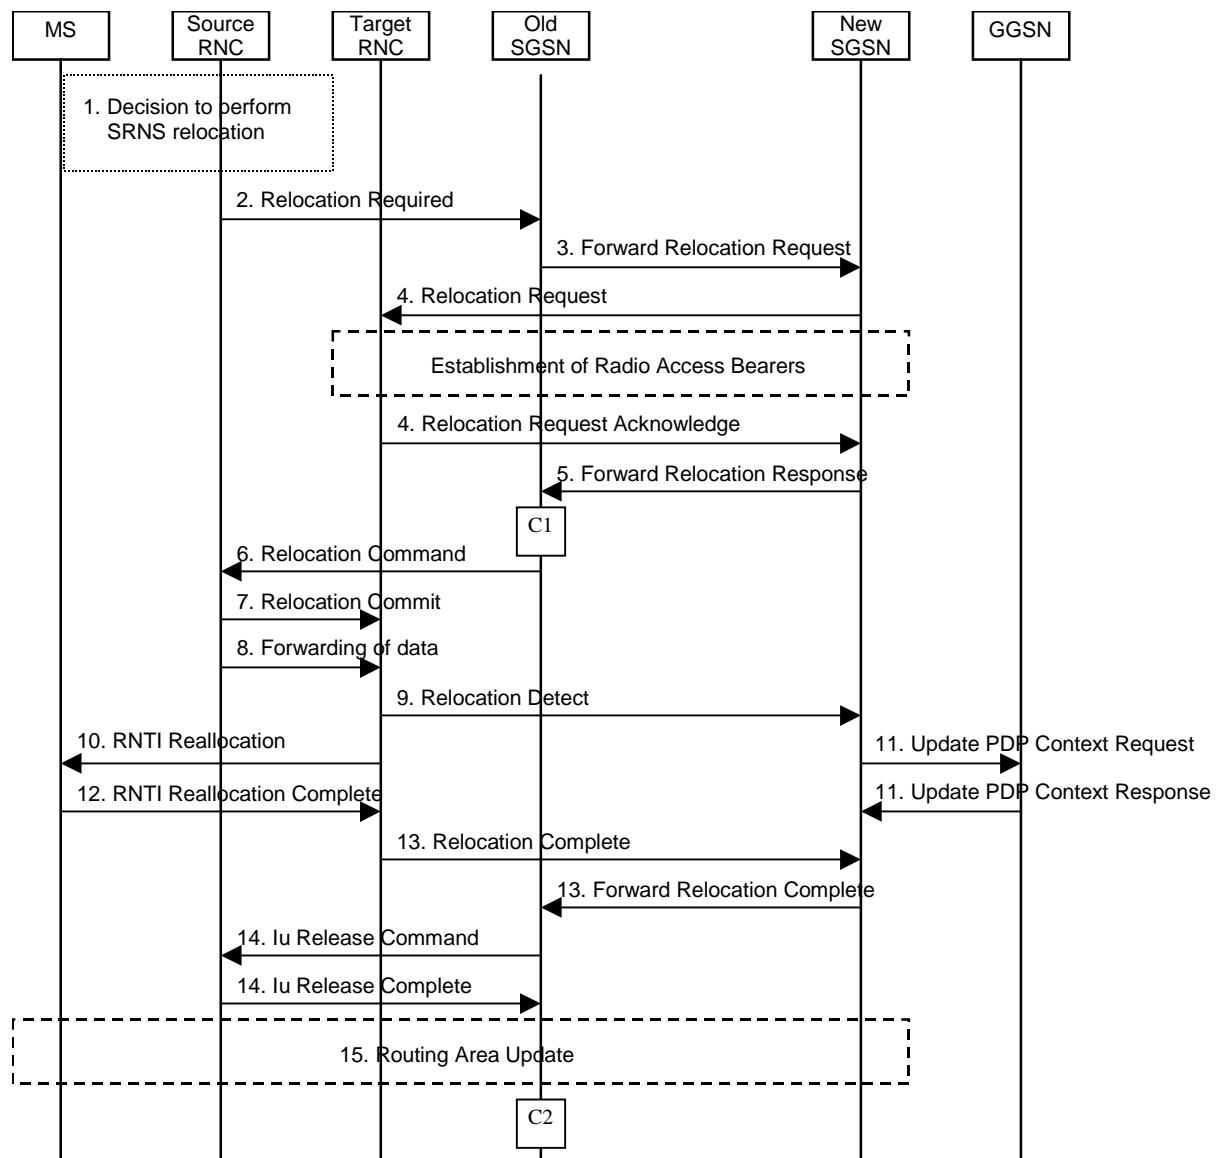 MS
Source
RNC
Target
RNC
Old
SGSN
New
SGSN
GGSN
1. Decision to perform
SRNS relocation
2. Relocation Required
3. Forward Relocation Request
4. Relocation Request
Establishment of Radio Access Bearers
4. Relocation Request Acknowledge
5. Forward Relocation Response
C1
6. Relocation Command
7. Relocation Commit
8. Forwarding of data
9. Relocation Detect
10. RNTI Reallocation
11. Update PDP Context Request
12. RNTI Reallocation Complete
11. Update PDP Context Response
13. Relocation Complete
13. Forward Relocation Complete
14. Iu Release Command
14. Iu Release Complete
15. Routing Area Update
C2